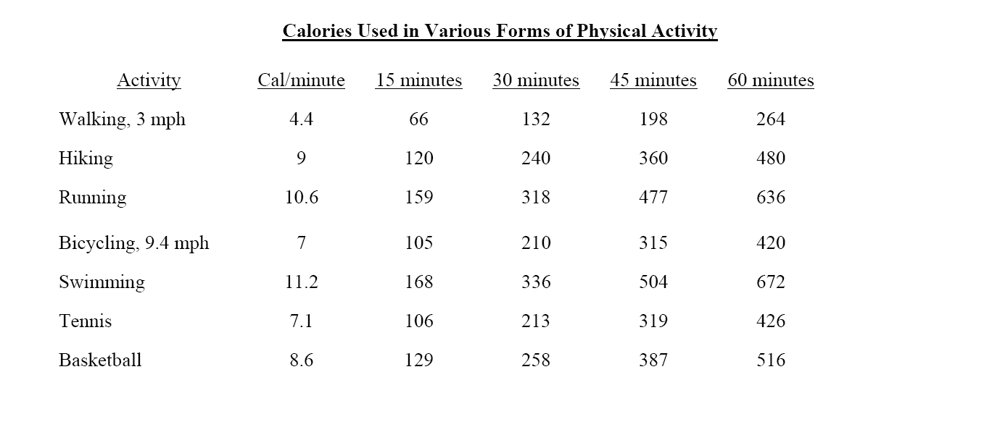 Calories Used in Various Forms of Physical Activity
Activity Cal/minute 15 minutes 30 minutes 45 minutes 60 minutes
Walking, 3 mph 4.4 66 132 198 264
Hiking 9 120 240 360 480
Running 10.6 159 318 477 636
Bicycling, 9.4 mph 7 105 210 315 420
Swimming 11.2 168 336 504 672
Tennis 7.1 106 213 319 426
Basketball 8.6 129 258 387 516